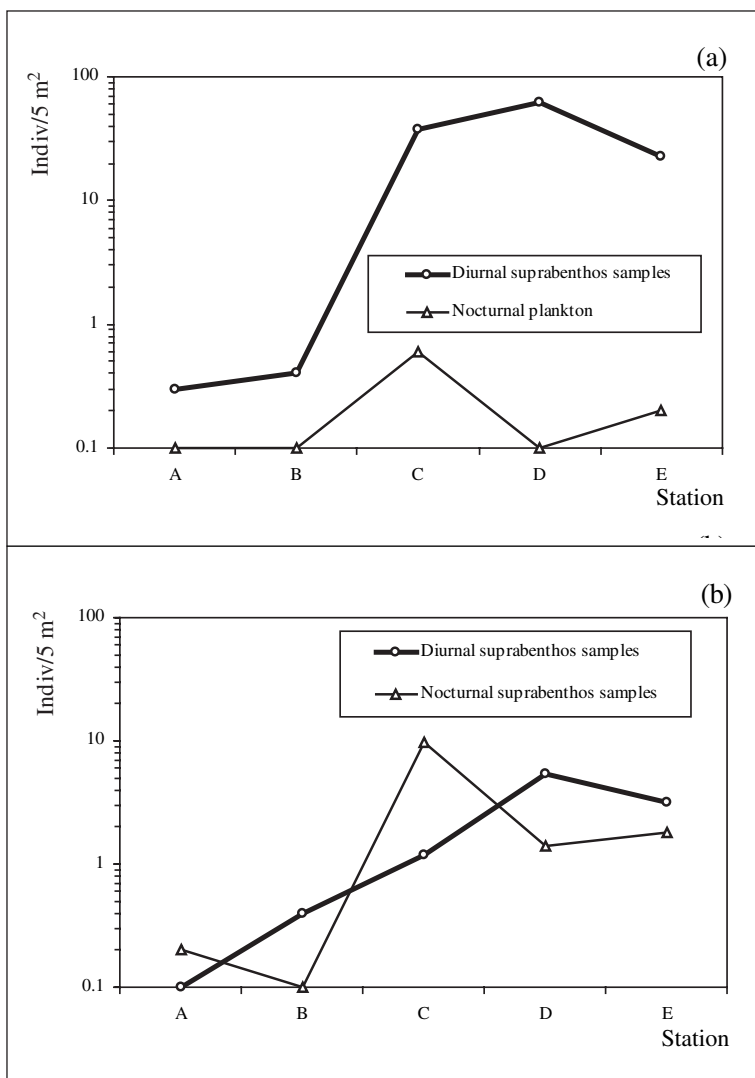 (a)
Indiv/5 m²
100
10
1
0.1
Diurnal suprabenthos samples
Nocturnal plankton
A B C D E
Station
(b)
Indiv/5 m²
100
10
1
0.1
Diurnal suprabenthos samples
Nocturnal suprabenthos samples
A B C D E
Station